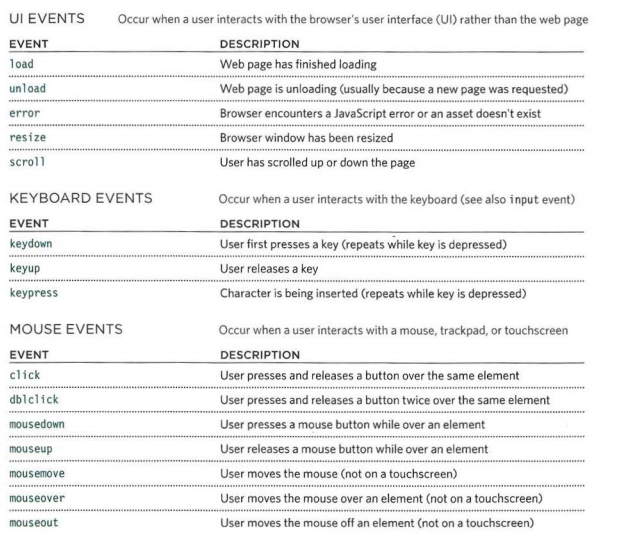 UI EVENTS Occur when a user interacts with the browser's user interface (UI) rather than the web page
EVENT DESCRIPTION
load Web page has finished loading
unload Web page is unloading (usually because a new page was requested)
error Browser encounters a JavaScript error or an asset doesn't exist
resize Browser window has been resized
scroll User has scrolled up or down the page
KEYBOARD EVENTS Occur when a user interacts with the keyboard (see also input event)
EVENT DESCRIPTION
keydown User first presses a key (repeats while key is depressed)
keyup User releases a key
keypress Character is being inserted (repeats while key is depressed)
MOUSE EVENTS Occur when a user interacts with a mouse, trackpad, or touchscreen
EVENT DESCRIPTION
click User presses and releases a button over the same element
dblclick User presses and releases a button twice over the same element
mousedown User presses a mouse button while over an element
mouseup User releases a mouse button while over an element
mousemove User moves the mouse (not on a touchscreen)
mouseover User moves the mouse over an element (not on a touchscreen)
mouseout User moves the mouse off an element (not on a touchscreen)